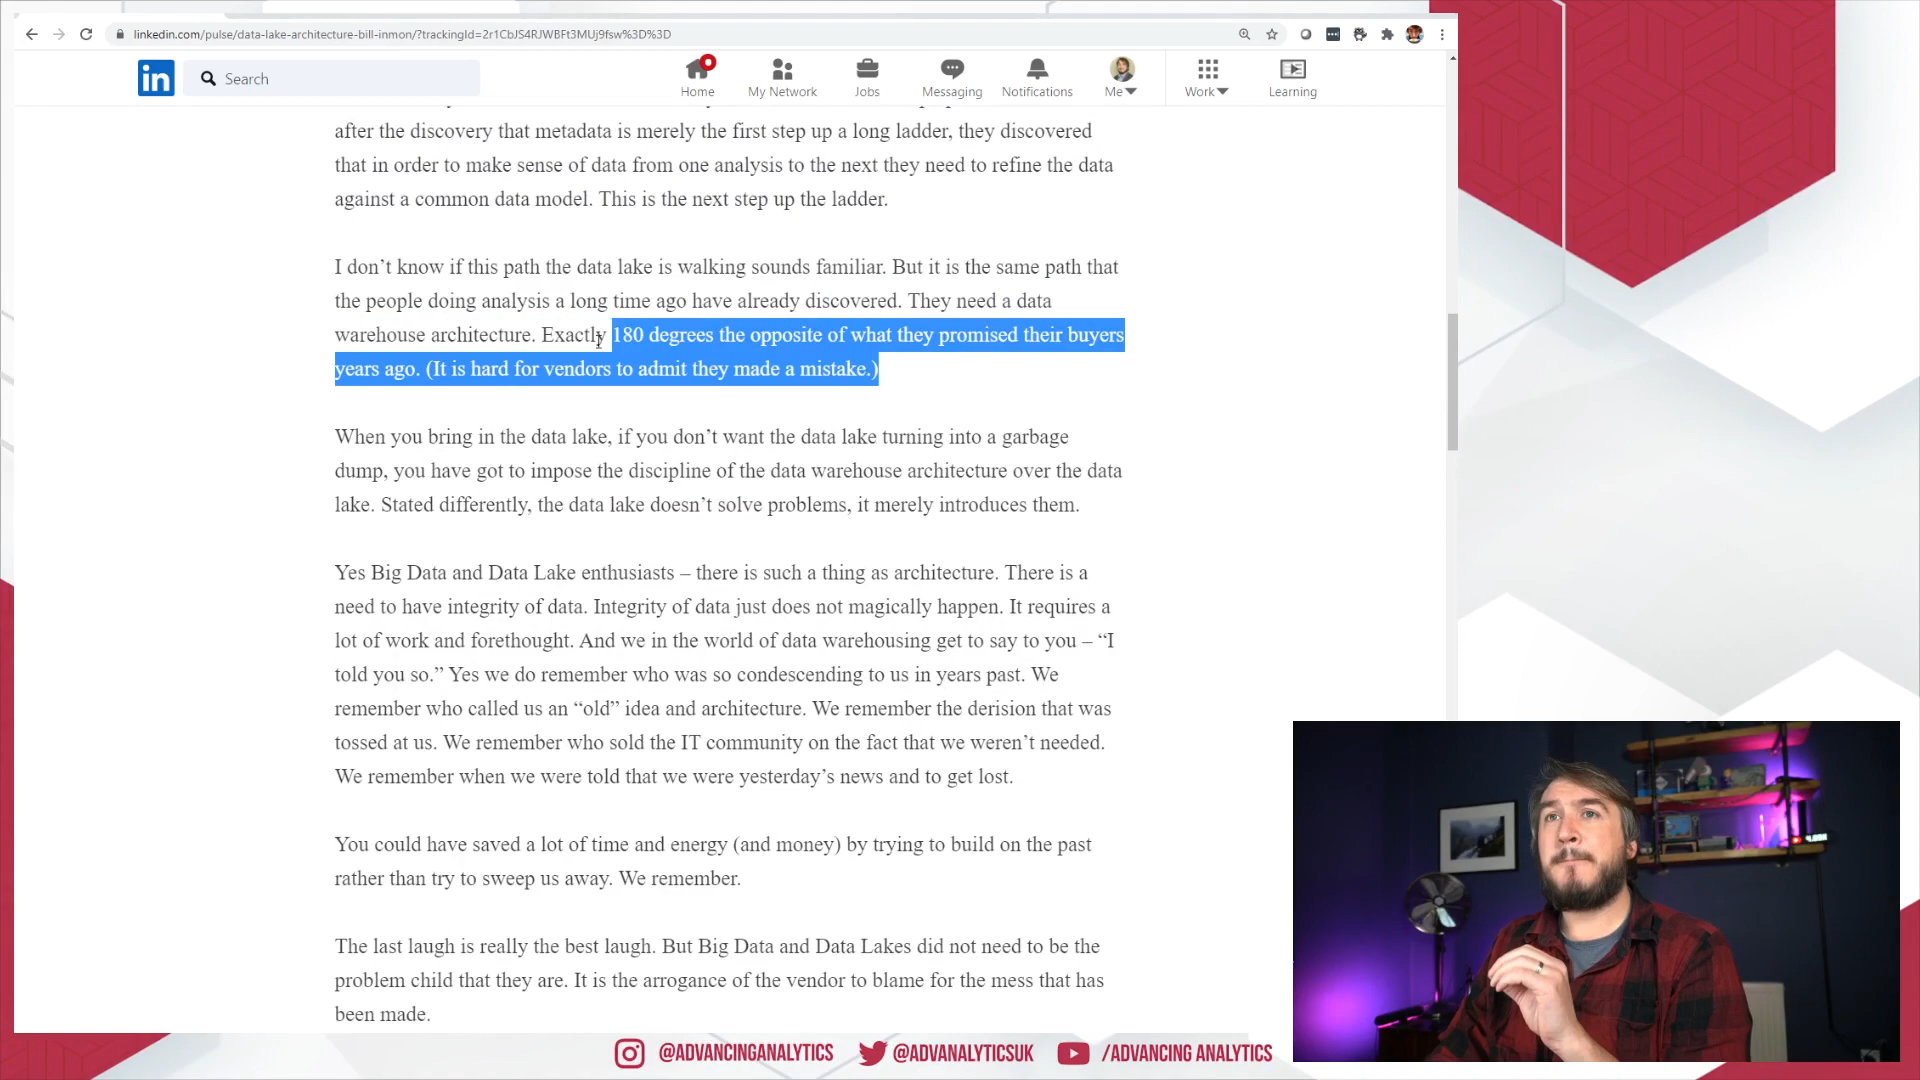 linkedin.com/pulse/data-lake-architecture-bill-inmon/?trackingId=2r1CbJS4RJWBFt3MUj9fsw%3D%3D
in
Search
Home
My Network
Jobs
Messaging
Notifications
Me
Work
Learning
after the discovery that metadata is merely the first step up a long ladder, they discovered
that in order to make sense of data from one analysis to the next they need to refine the data
against a common data model. This is the next step up the ladder.
I don’t know if this path the data lake is walking sounds familiar. But it is the same path that
the people doing analysis a long time ago have already discovered. They need a data
warehouse architecture. Exactly 180 degrees the opposite of what they promised their buyers
years ago. (It is hard for vendors to admit they made a mistake.)
When you bring in the data lake, if you don’t want the data lake turning into a garbage
dump, you have got to impose the discipline of the data warehouse architecture over the data
lake. Stated differently, the data lake doesn’t solve problems, it merely introduces them.
Yes Big Data and Data Lake enthusiasts – there is such a thing as architecture. There is a
need to have integrity of data. Integrity of data just does not magically happen. It requires a
lot of work and forethought. And we in the world of data warehousing get to say to you – “I
told you so.” Yes we do remember who was so condescending to us in years past. We
remember who called us an “old” idea and architecture. We remember the derision that was
tossed at us. We remember who sold the IT community on the fact that we weren’t needed.
We remember when we were told that we were yesterday’s news and to get lost.
You could have saved a lot of time and energy (and money) by trying to build on the past
rather than try to sweep us away. We remember.
The last laugh is really the best laugh. But Big Data and Data Lakes did not need to be the
problem child that they are. It is the arrogance of the vendor to blame for the mess that has
been made.
@ADVANCINGANALYTICS
@ADVANALYTICSUK
/ADVANCING ANALYTICS